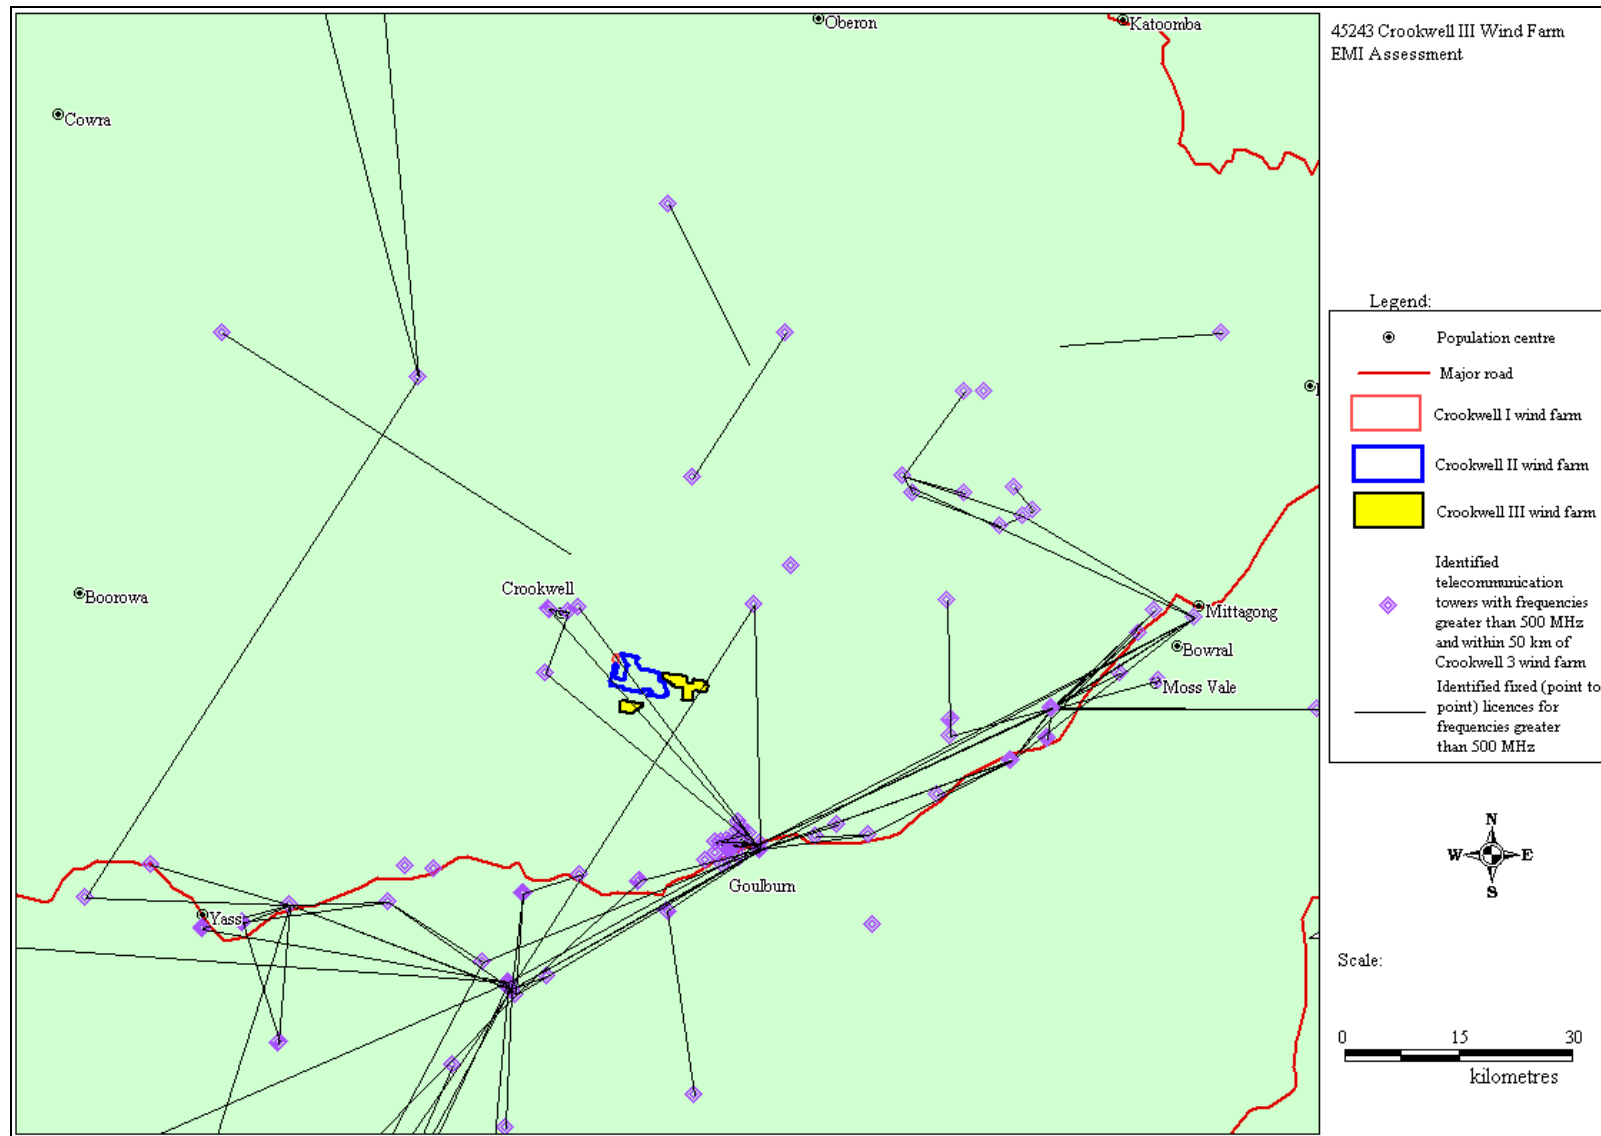 Oberon
Katoomba
45243 Crookwell III Wind Farm
EMI Assessment
Cowra
Legend:
Population centre
Major road
Crookwell I wind farm
Crookwell II wind farm
Crookwell III wind farm
Identified
telecommunication
towers with frequencies
greater than 500 MHz
and within 50 km of
Crookwell 3 wind farm
Identified fixed (point to
point) licences for
frequencies greater
than 500 MHz
Crookwell
Boorowa
Mittagong
Bowral
Moss Vale
Goulburn
Yass
N
W
E
S
Scale:
0 15 30
kilometres